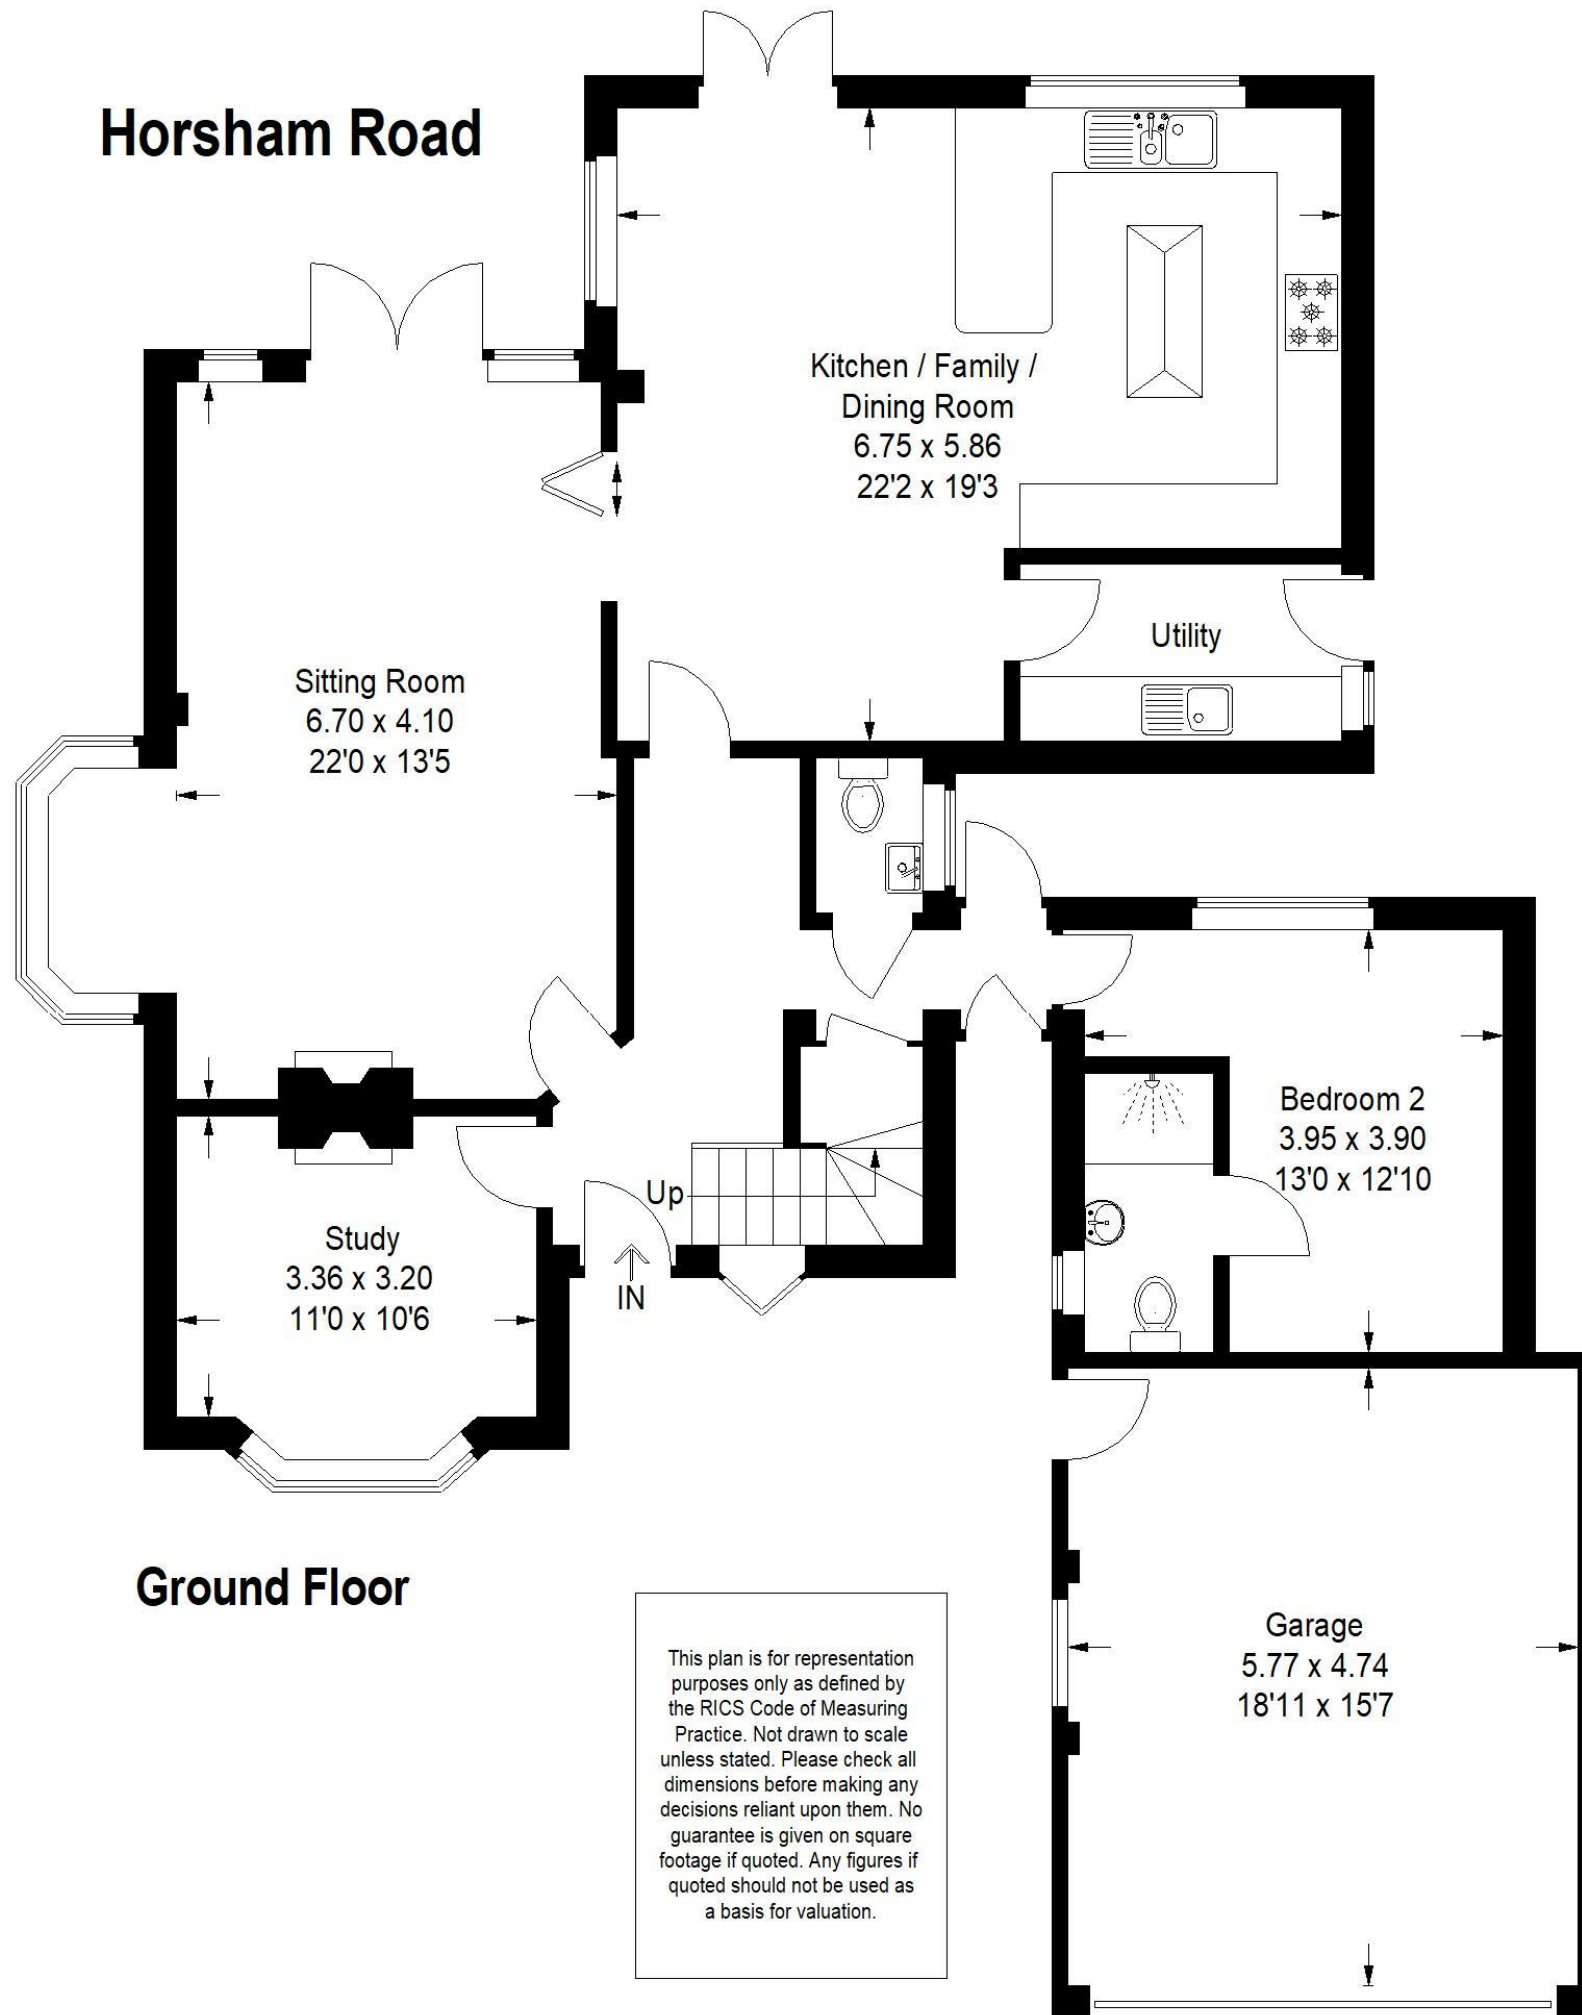 Horsham Road
Kitchen / Family /
Dining Room
6.75 x 5.86
22'2 x 19'3
Utility
Sitting Room
6.70 x 4.10
22'0 x 13'5
Bedroom 2
3.95 x 3.90
13'0 x 12'10
Up
Study
3.36 x 3.20
11'0 x 10'6
IN
Ground Floor
Garage
5.77 x 4.74
18'11 x 15'7
This plan is for representation
purposes only as defined by
the RICS Code of Measuring
Practice. Not drawn to scale
unless stated. Please check all
dimensions before making any
decisions reliant upon them. No
guarantee is given on square
footage if quoted. Any figures if
quoted should not be used as
a basis for valuation.